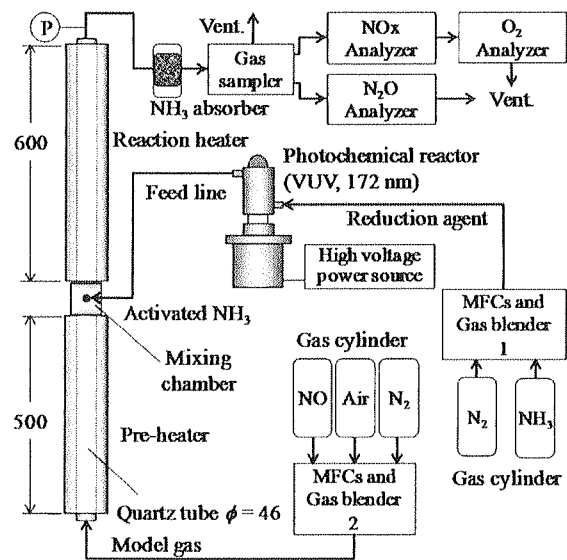 P
Vent.
NOx
Analyzer
O2
Analyzer
Gas
sampler
N2O
Analyzer
Vent.
NH3 absorber
600
Reaction heater
Photochemical reactor
(VUV, 172 nm)
Feed line
Reduction agent
High voltage
power source
Activated NH3
MFCs and
Gas blender
1
Mixing
chamber
Gas cylinder
NO
Air
N2
N2
NH3
500
Pre-heater
Gas cylinder
MFCs and
Gas blender
2
Quartz tube ϕ = 46
Model gas